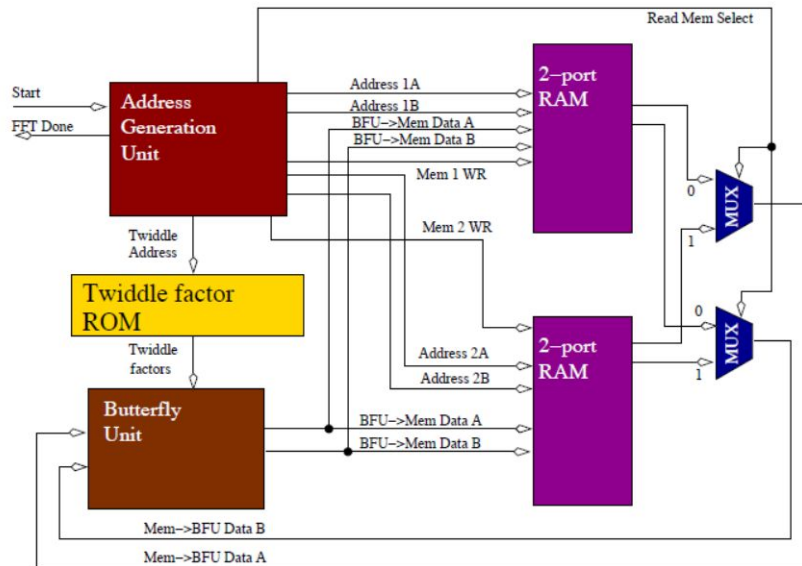 Read Mem Select
Start
FFT Done
Address
Generation
Unit
Address 1A
Address 1B
BFU−>Mem Data A
BFU−>Mem Data B
Mem 1 WR
Mem 2 WR
2−port
RAM
0
1
MUX
Twiddle
Address
Twiddle factor
ROM
Twiddle
factors
Address 2A
Address 2B
2−port
RAM
0
1
MUX
Butterfly
Unit
BFU−>Mem Data A
BFU−>Mem Data B
Mem−>BFU Data B
Mem−>BFU Data A